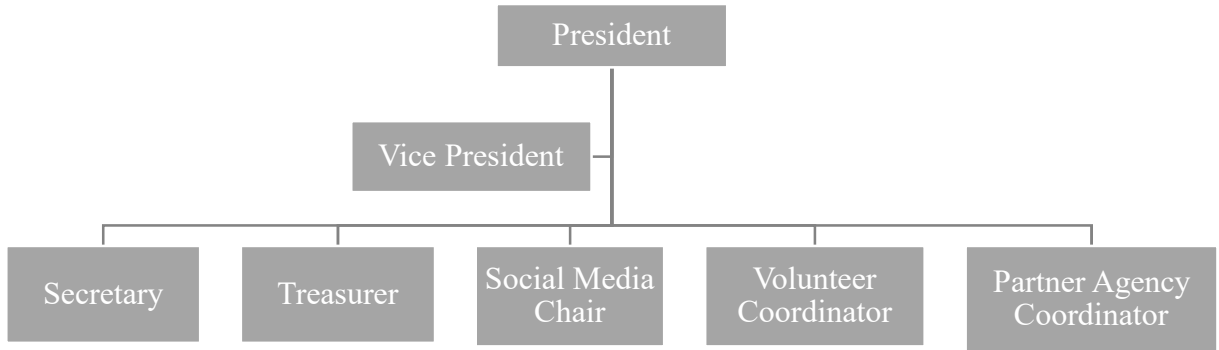 President
Vice President
Secretary
Treasurer
Social Media
Chair
Volunteer
Coordinator
Partner Agency
Coordinator